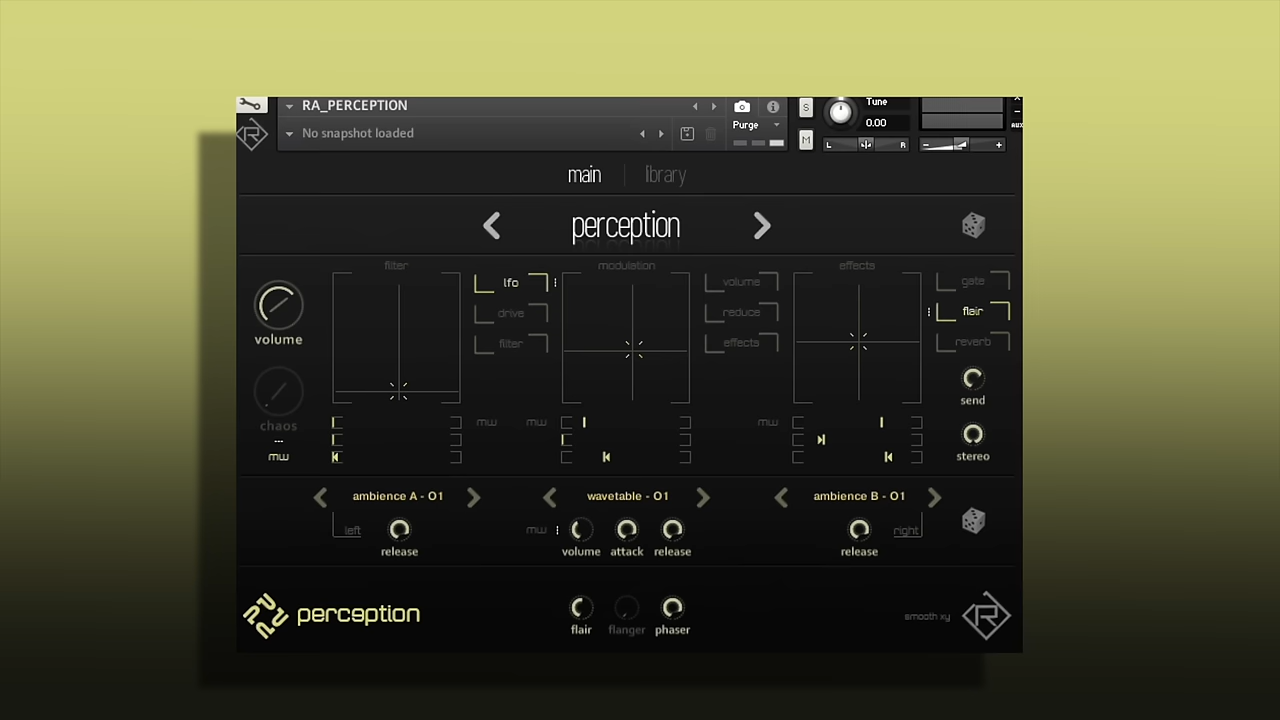 RA_PERCEPTION
No snapshot loaded
Purge
S
M
Tune
0.00
L R
- +
AUX
main library
perception
filter
modulation
effects
volume
chaos
---
mw
lfo
drive
filter
volume
reduce
effects
gate
flair
reverb
send
stereo
mw mw mw
ambience A - 01
wavetable - 01
ambience B - 01
left
release
mw
volume attack release
release
right
perception
flair flanger phaser
smooth xy
R